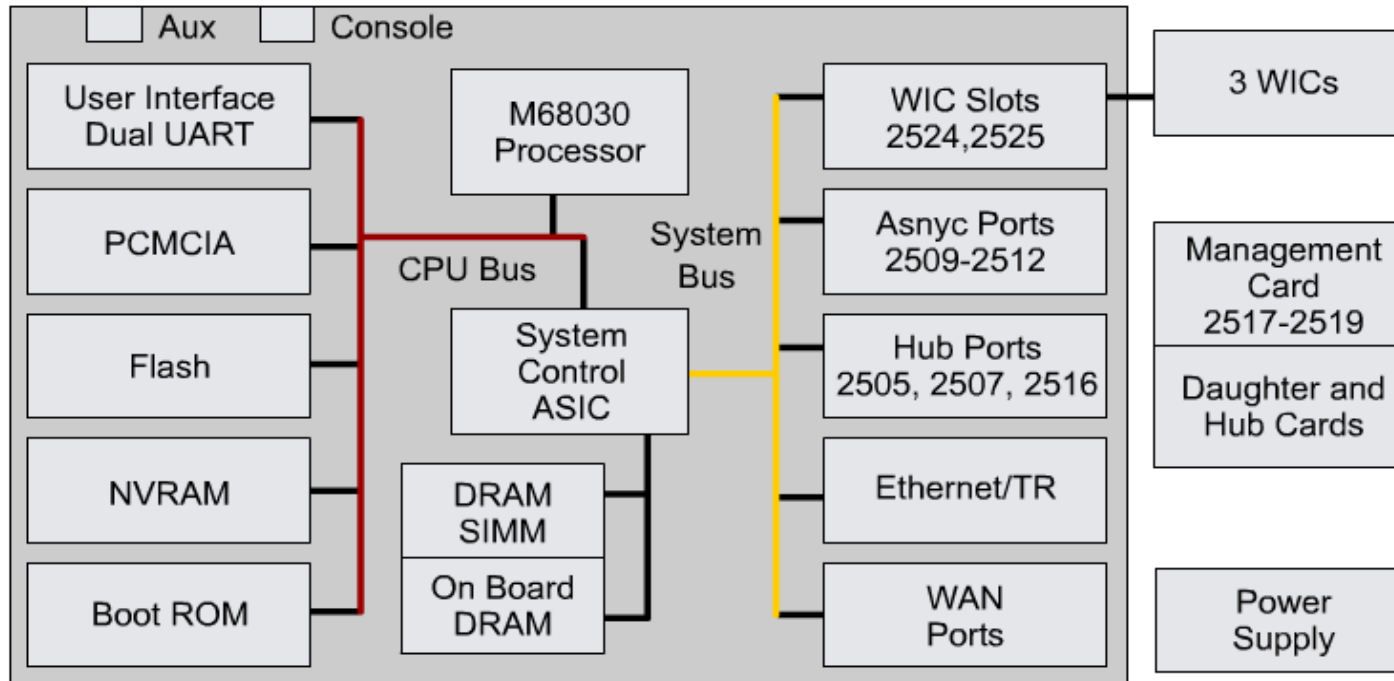 Aux
Console
User Interface
Dual UART
PCMCIA
Flash
NVRAM
Boot ROM
M68030
Processor
CPU Bus
System
Control
ASIC
DRAM
SIMM
On Board
DRAM
System
Bus
WIC Slots
2524,2525
Asnyc Ports
2509-2512
Hub Ports
2505, 2507, 2516
Ethernet/TR
WAN
Ports
3 WICs
Management
Card
2517-2519
Daughter and
Hub Cards
Power
Supply